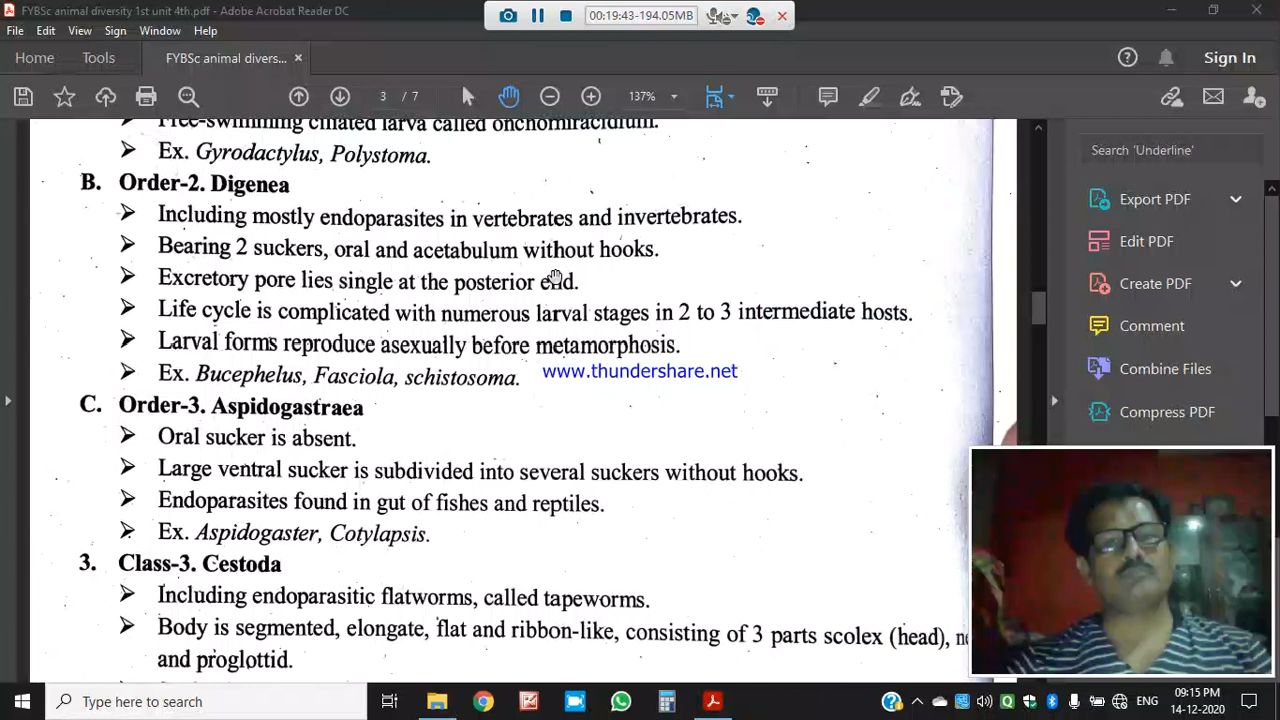 FYBSc animal diversity 1st unit 4th.pdf - Adobe Acrobat Reader DC
00:19:43-194.05MB
File Edit View Sign Window Help
Home Tools FYBSc animal divers... Sign In
3 / 7 137%
Free-swimming ciliated larva called onchomiracidium.
Ex. Gyrodactylus, Polystoma.
B. Order-2. Digenea
Including mostly endoparasites in vertebrates and invertebrates.
Bearing 2 suckers, oral and acetabulum without hooks.
Excretory pore lies single at the posterior end.
Life cycle is complicated with numerous larval stages in 2 to 3 intermediate hosts.
Larval forms reproduce asexually before metamorphosis.
Ex. Bucephelus, Fasciola, schistosoma.
www.thundershare.net
C. Order-3. Aspidogastraea
Oral sucker is absent.
Large ventral sucker is subdivided into several suckers without hooks.
Endoparasites found in gut of fishes and reptiles.
Ex. Aspidogaster, Cotylapsis.
3. Class-3. Cestoda
Including endoparasitic flatworms, called tapeworms.
Body is segmented, elongate, flat and ribbon-like, consisting of 3 parts scolex (head),
and proglottid.
Search 'Underline'
Export PDF
Edit PDF
Create PDF
Comment
Combine Files
Compress PDF
Type here to search
ENG
09:15 PM
14-12-2020